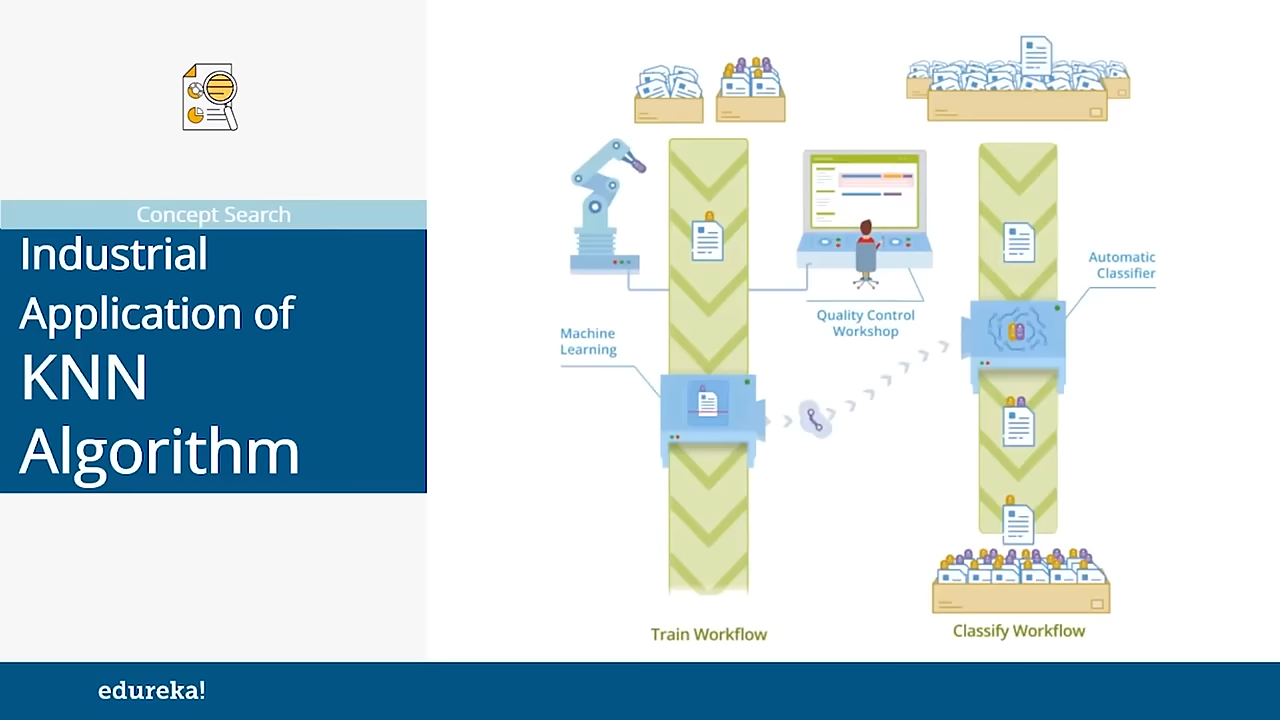 Concept Search
Industrial
Application of
KNN
Algorithm
Machine
Learning
Quality Control
Workshop
Automatic
Classifier
Train Workflow
Classify Workflow
edureka!